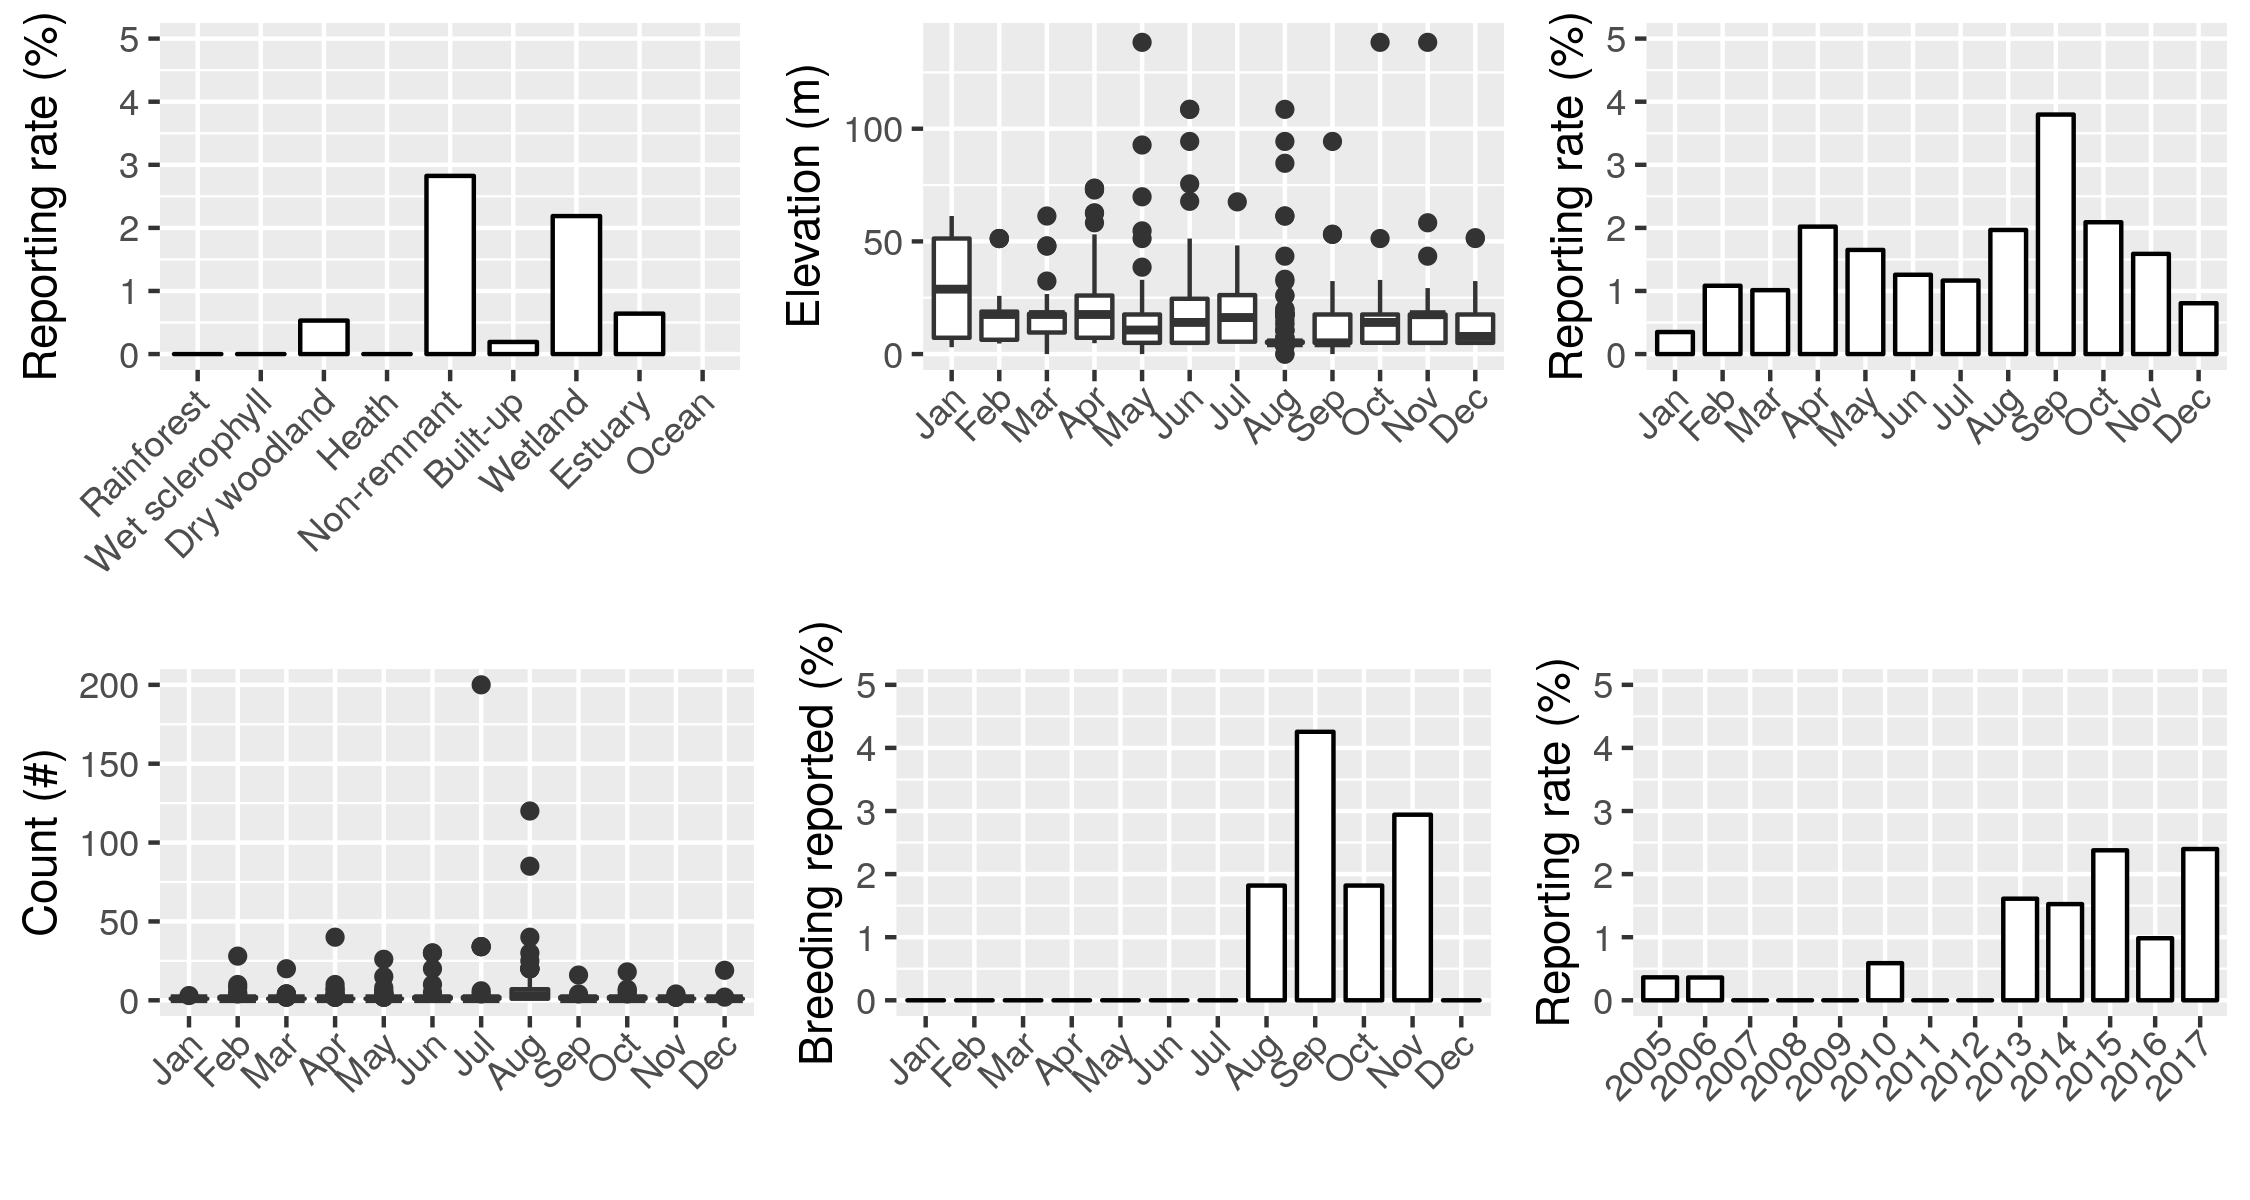 Reporting rate (%)
5
4
3
2
1
0
Rainforest
Wet sclerophyll
Dry woodland
Heath
Non-remnant
Built-up
Wetland
Estuary
Ocean
Elevation (m)
100
50
0
Jan
Feb
Mar
Apr
May
Jun
Jul
Aug
Sep
Oct
Nov
Dec
Reporting rate (%)
5
4
3
2
1
0
Jan
Feb
Mar
Apr
May
Jun
Jul
Aug
Sep
Oct
Nov
Dec
Count (#)
200
150
100
50
0
Jan
Feb
Mar
Apr
May
Jun
Jul
Aug
Sep
Oct
Nov
Dec
Breeding reported (%)
5
4
3
2
1
0
Jan
Feb
Mar
Apr
May
Jun
Jul
Aug
Sep
Oct
Nov
Dec
Reporting rate (%)
5
4
3
2
1
0
2005
2006
2007
2008
2009
2010
2011
2012
2013
2014
2015
2016
2017